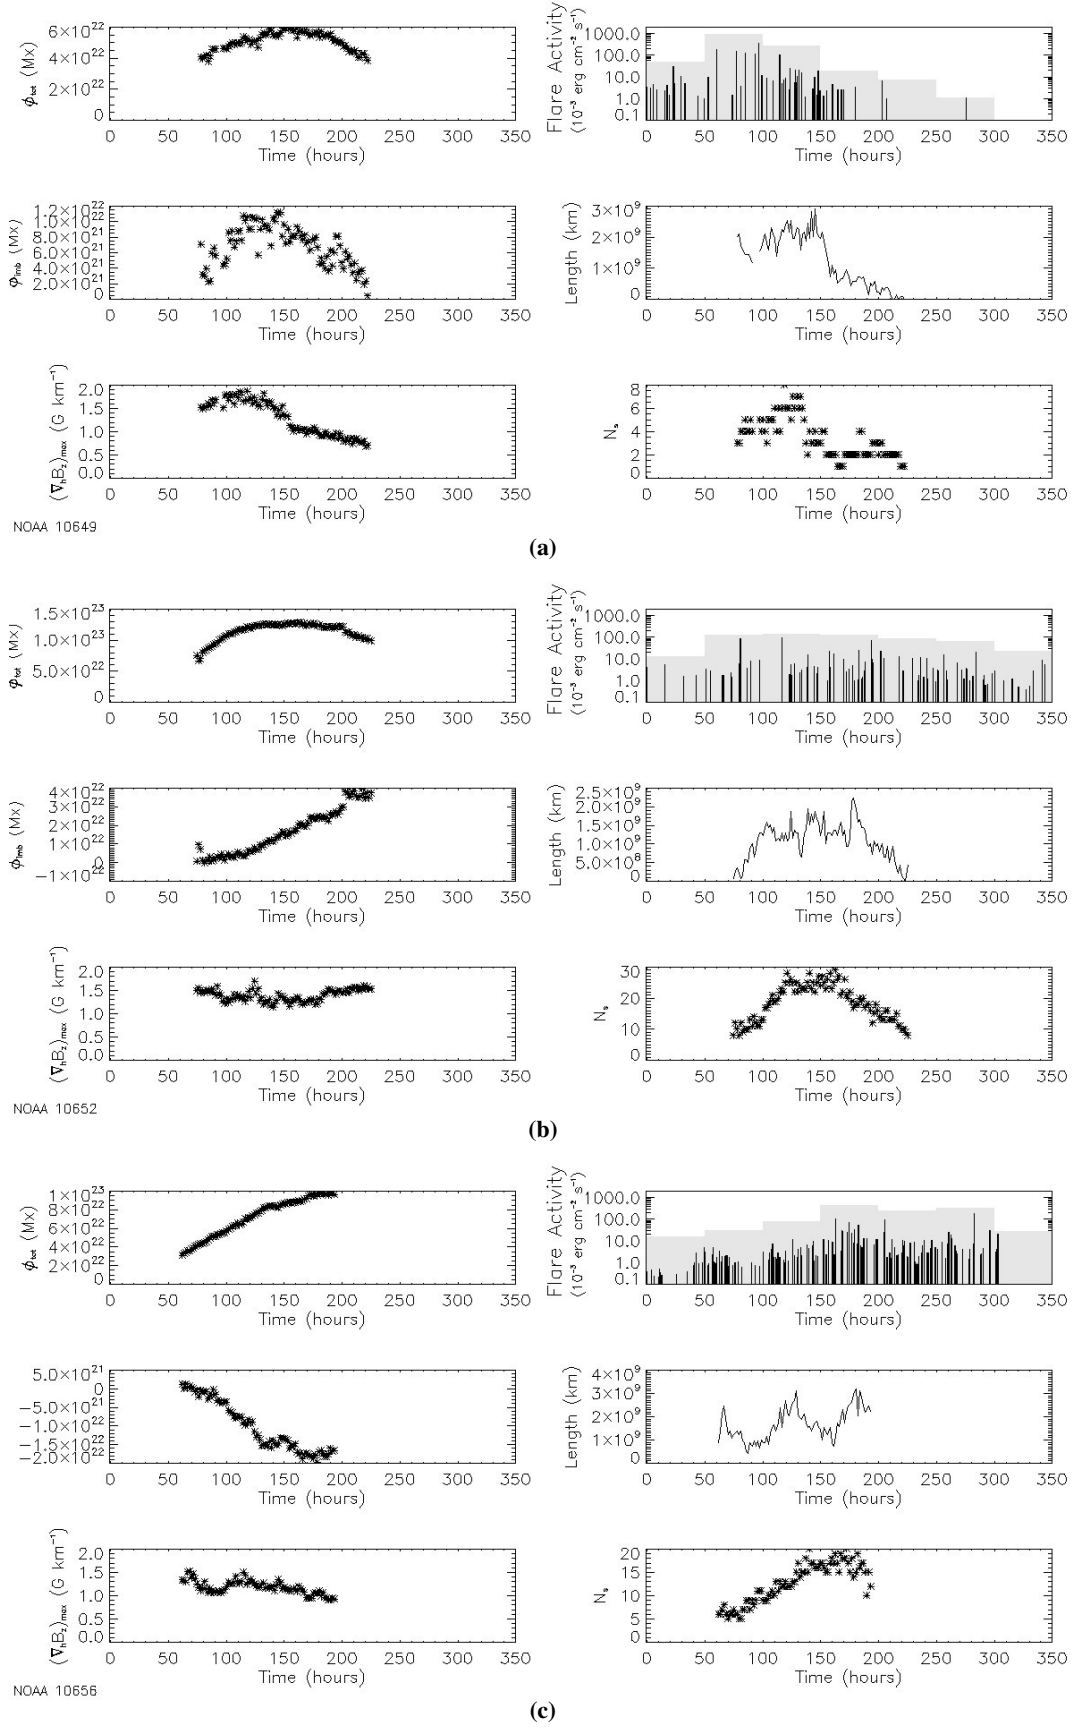 6×10²²
4×10²²
2×10²²
0
ϕtot (Mx)
0 50 100 150 200 250 300 350
Time (hours)
1000.0
100.0
10.0
1.0
0.1
Flare Activity
(10⁻³ erg cm⁻² s⁻¹)
0 50 100 150 200 250 300 350
Time (hours)
1.2×10²²
1.0×10²²
8.0×10²¹
6.0×10²¹
4.0×10²¹
2.0×10²¹
0
ϕimb (Mx)
0 50 100 150 200 250 300 350
Time (hours)
3×10⁹
2×10⁹
1×10⁹
0
Length (km)
0 50 100 150 200 250 300 350
Time (hours)
2.0
1.5
1.0
0.5
0.0
(∇hBz)max (G km⁻¹)
0 50 100 150 200 250 300 350
Time (hours)
8
6
4
2
0
Ns
0 50 100 150 200 250 300 350
Time (hours)
NOAA 10649
(a)
1.5×10²³
1.0×10²³
5.0×10²²
0
ϕtot (Mx)
0 50 100 150 200 250 300 350
Time (hours)
1000.0
100.0
10.0
1.0
0.1
Flare Activity
(10⁻³ erg cm⁻² s⁻¹)
0 50 100 150 200 250 300 350
Time (hours)
4×10²²
3×10²²
2×10²²
1×10²²
0
−1×10²²
ϕimb (Mx)
0 50 100 150 200 250 300 350
Time (hours)
2.5×10⁹
2.0×10⁹
1.5×10⁹
1.0×10⁹
5.0×10⁸
0
Length (km)
0 50 100 150 200 250 300 350
Time (hours)
2.0
1.5
1.0
0.5
0.0
(∇hBz)max (G km⁻¹)
0 50 100 150 200 250 300 350
Time (hours)
30
20
10
0
Ns
0 50 100 150 200 250 300 350
Time (hours)
NOAA 10652
(b)
1×10²³
8×10²²
6×10²²
4×10²²
2×10²²
0
ϕtot (Mx)
0 50 100 150 200 250 300 350
Time (hours)
1000.0
100.0
10.0
1.0
0.1
Flare Activity
(10⁻³ erg cm⁻² s⁻¹)
0 50 100 150 200 250 300 350
Time (hours)
5.0×10²¹
0
−5.0×10²¹
−1.0×10²²
−1.5×10²²
−2.0×10²²
ϕimb (Mx)
0 50 100 150 200 250 300 350
Time (hours)
4×10⁹
3×10⁹
2×10⁹
1×10⁹
0
Length (km)
0 50 100 150 200 250 300 350
Time (hours)
2.0
1.5
1.0
0.5
0.0
(∇hBz)max (G km⁻¹)
0 50 100 150 200 250 300 350
Time (hours)
20
15
10
5
0
Ns
0 50 100 150 200 250 300 350
Time (hours)
NOAA 10656
(c)